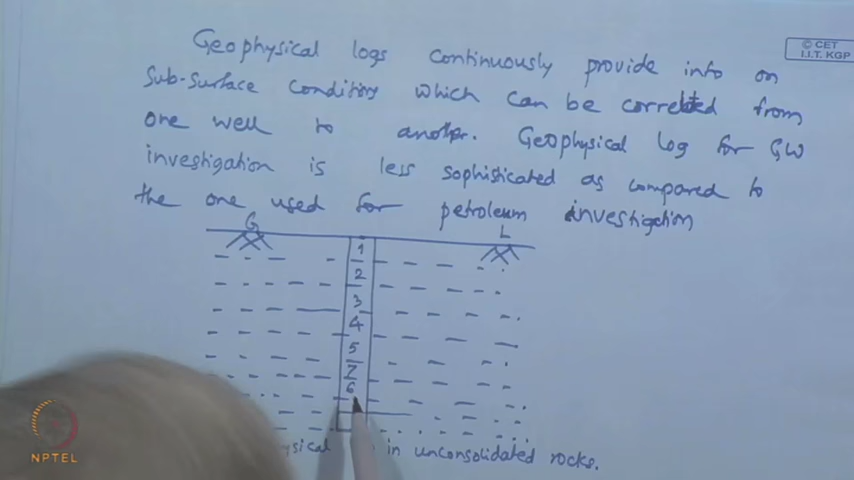 Geophysical logs continuously provide info on
© CET
I.I.T. KGP
Sub-surface conditions which can be correlated from
one well to another. Geophysical log for GW
investigation is less sophisticated as compared to
the one used for petroleum investigation
G L
1
2
3
4
5
7
6
in unconsolidated rocks.
NPTEL